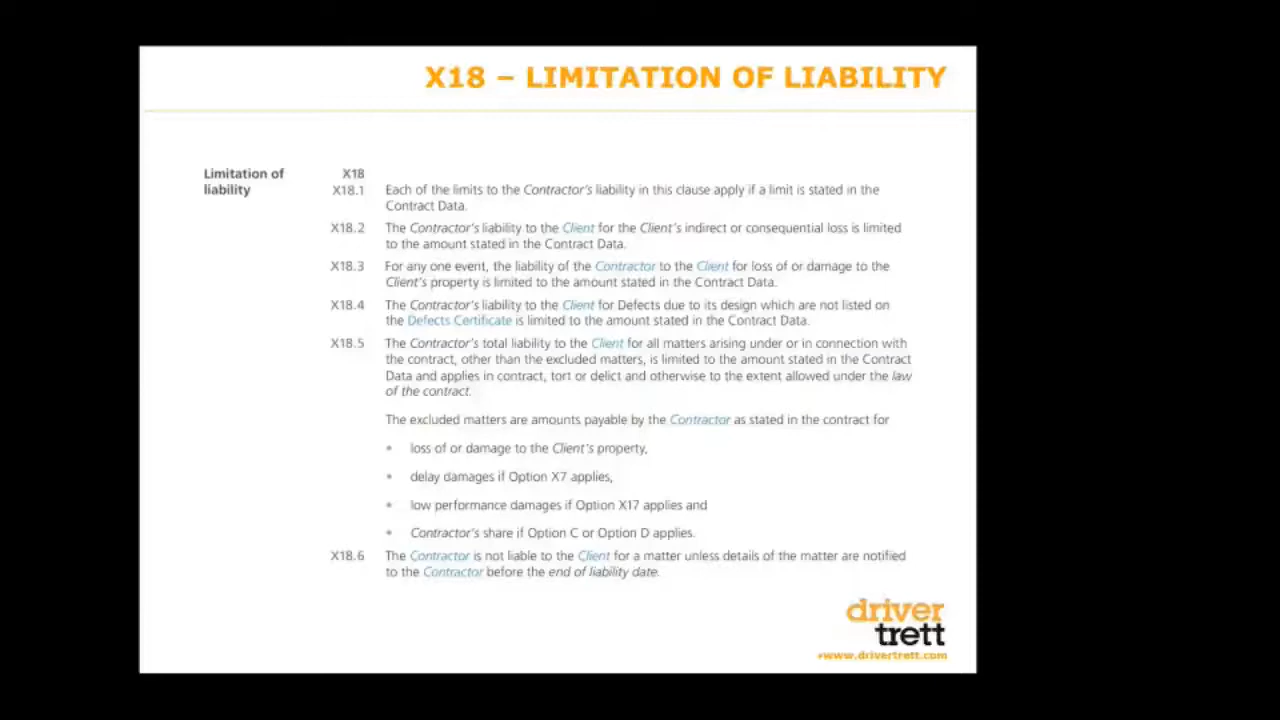 X18 – LIMITATION OF LIABILITY
Limitation of
liability
X18
X18.1 Each of the limits to the Contractor's liability in this clause apply if a limit is stated in the
Contract Data.
X18.2 The Contractor's liability to the Client for the Client's indirect or consequential loss is limited
to the amount stated in the Contract Data.
X18.3 For any one event, the liability of the Contractor to the Client for loss of or damage to the
Client's property is limited to the amount stated in the Contract Data.
X18.4 The Contractor's liability to the Client for Defects due to its design which are not listed on
the Defects Certificate is limited to the amount stated in the Contract Data.
X18.5 The Contractor's total liability to the Client for all matters arising under or in connection with
the contract, other than the excluded matters, is limited to the amount stated in the Contract
Data and applies in contract, tort or delict and otherwise to the extent allowed under the law
of the contract.
The excluded matters are amounts payable by the Contractor as stated in the contract for
• loss of or damage to the Client's property,
• delay damages if Option X7 applies,
• low performance damages if Option X17 applies and
• Contractor's share if Option C or Option D applies.
X18.6 The Contractor is not liable to the Client for a matter unless details of the matter are notified
to the Contractor before the end of liability date.
driver
trett
•www.drivertrett.com